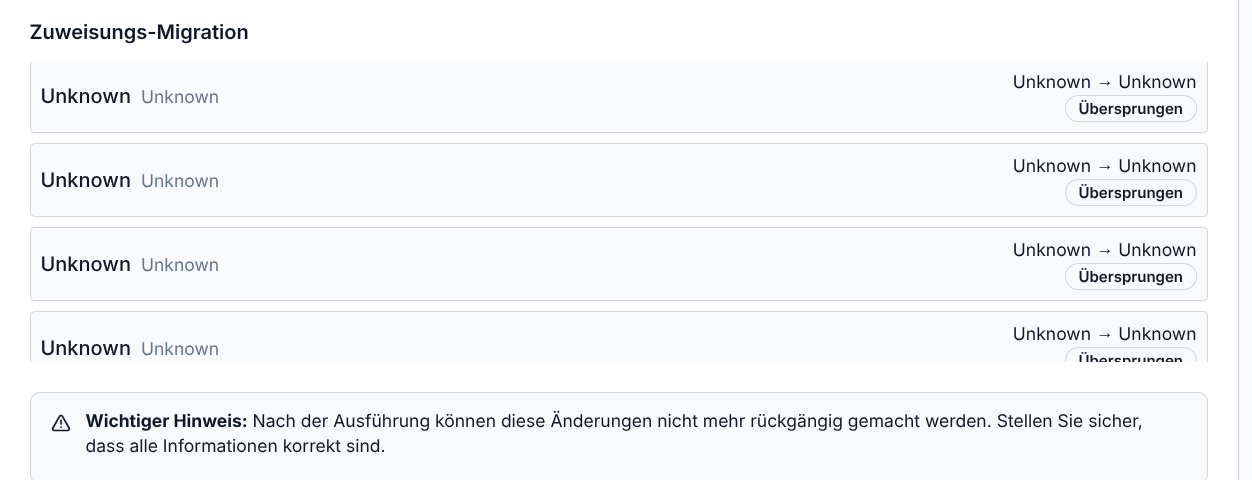 Zuweisungs-Migration
Unknown Unknown
Unknown → Unknown
Übersprungen
Unknown Unknown
Unknown → Unknown
Übersprungen
Unknown Unknown
Unknown → Unknown
Übersprungen
Unknown Unknown
Unknown → Unknown
Übersprungen
Wichtiger Hinweis: Nach der Ausführung können diese Änderungen nicht mehr rückgängig gemacht werden. Stellen Sie sicher,
dass alle Informationen korrekt sind.